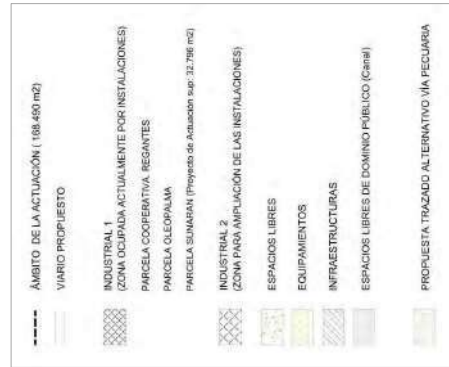 ÁMBITO DE LA ACTUACIÓN ( 168.490 m2)
VIARIO PROPUESTO
INDUSTRIAL 1
(ZONA OCUPADA ACTUALMENTE POR INSTALACIONES)
PARCELA COOPERATIVA REGANTES
PARCELA OLEOPALMA
PARCELA SUNARAN (Proyecto de Actuación sup: 32.796 m2)
INDUSTRIAL 2
(ZONA PARA AMPLIACIÓN DE LAS INSTALACIONES)
ESPACIOS LIBRES
EQUIPAMIENTOS
INFRAESTRUCTURAS
ESPACIOS LIBRES DE DOMINIO PÚBLICO (Canal)
PROPUESTA TRAZADO ALTERNATIVO VÍA PECUARIA